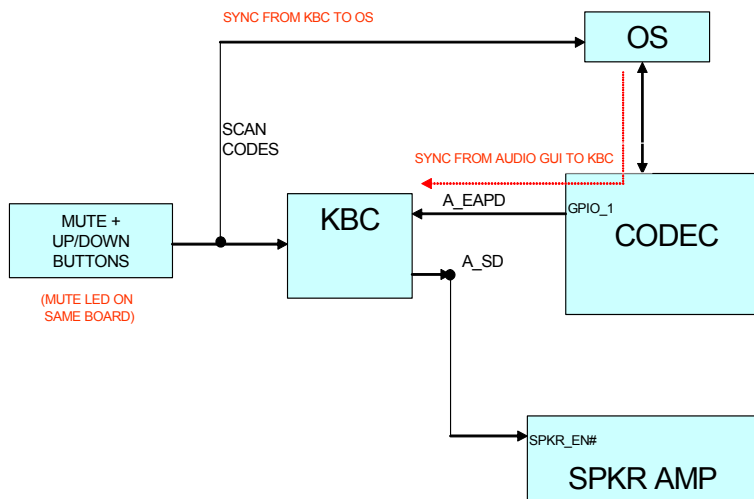 SYNC FROM KBC TO OS
OS
SCAN
CODES
SYNC FROM AUDIO GUI TO KBC
MUTE +
UP/DOWN
BUTTONS
KBC
A_EAPD
GPIO_1
CODEC
A_SD
(MUTE LED ON
SAME BOARD)
SPKR_EN#
SPKR AMP